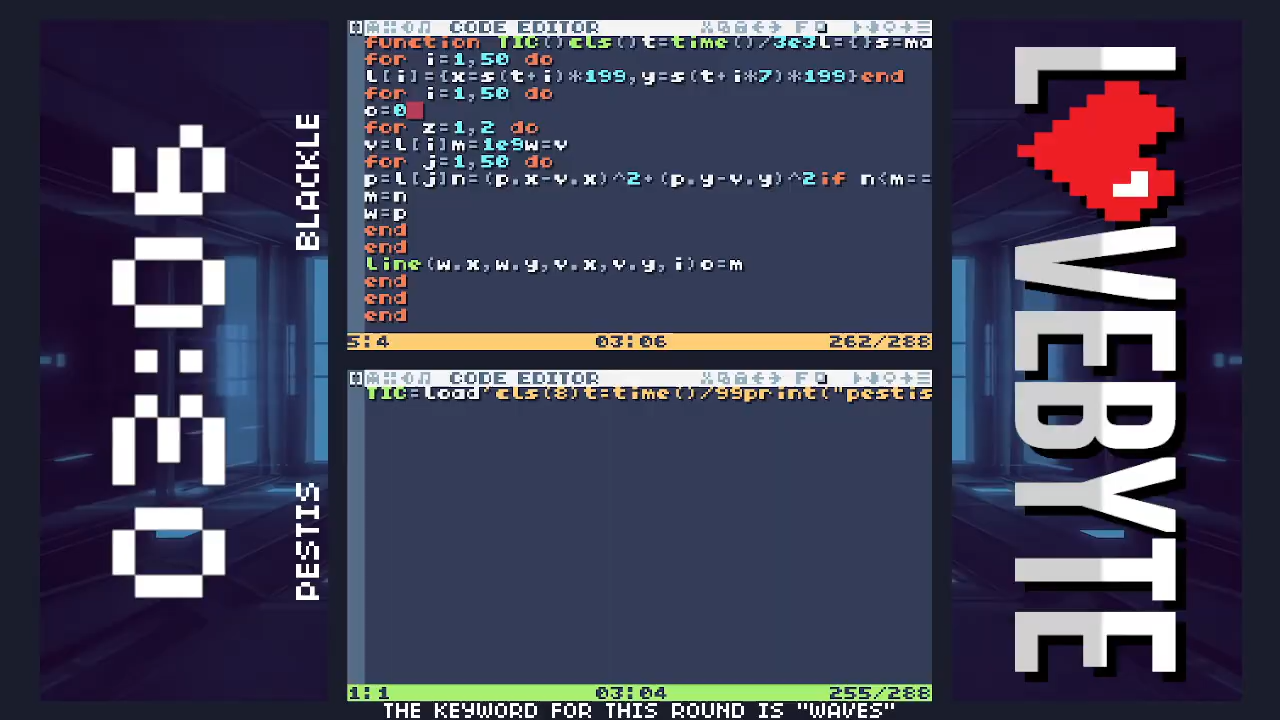 03:06
BLACKLE
PESTIS
CODE EDITOR
function TIC()cls()t=time()/3e3l={}s=ma
for i=1,50 do
l[i]={x=s(t+i)*199,y=s(t+i*7)*199}end
for i=1,50 do
o=0
for z=1,2 do
v=l[i]m=1e9w=v
for j=1,50 do
p=l[j]n=(p.x-v.x)^2+(p.y-v.y)^2if n<m==
m=n
w=p
end
end
line(w.x,w.y,v.x,v.y,i)o=m
end
end
end
5:4 03:06 262/288
CODE EDITOR
TIC=load'cls(8)t=time()/99print("pestis
1:1 03:04 255/288
THE KEYWORD FOR THIS ROUND IS "WAVES"
L VEBYTE